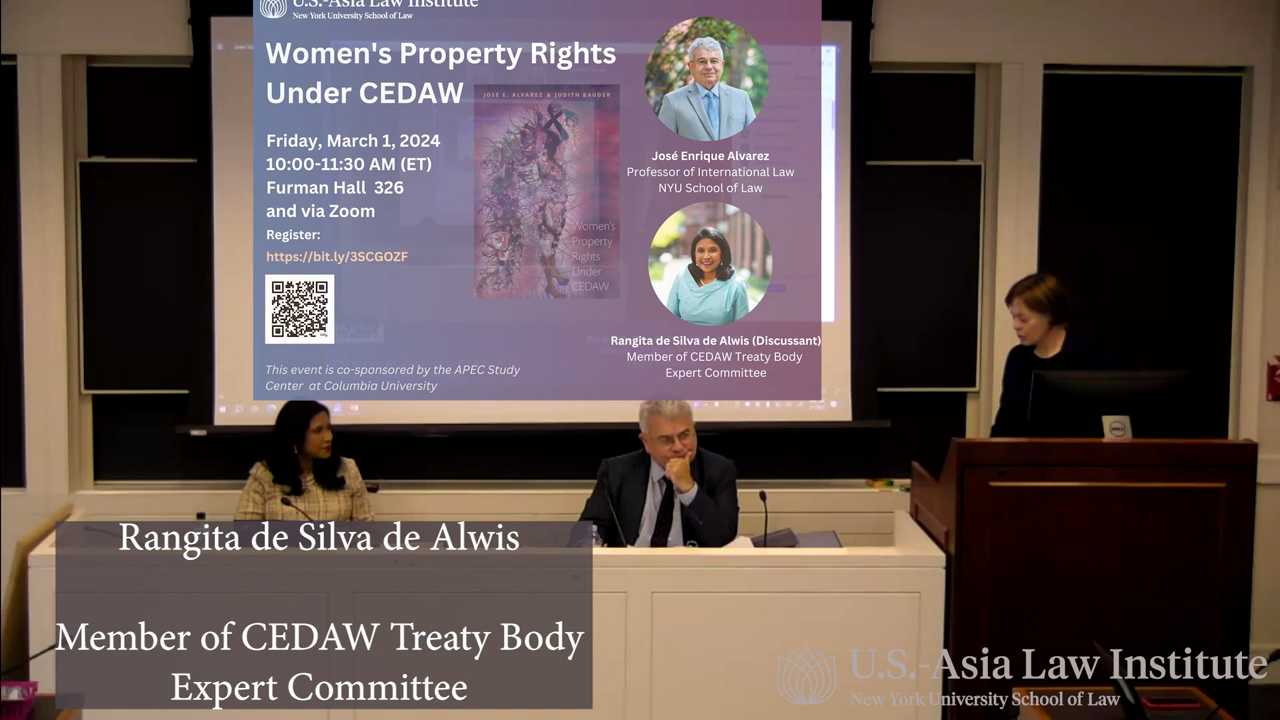 U.S.-Asia Law Institute
New York University School of Law
Women's Property Rights
Under CEDAW
JOSÉ E. ALVAREZ & JUDITH BAUDER
Women's
Property
Rights
Under
CEDAW
Friday, March 1, 2024
10:00-11:30 AM (ET)
Furman Hall 326
and via Zoom
Register:
https://bit.ly/3SCGOZF
This event is co-sponsored by the APEC Study
Center at Columbia University
José Enrique Alvarez
Professor of International Law
NYU School of Law
Rangita de Silva de Alwis (Discussant)
Member of CEDAW Treaty Body
Expert Committee
DELL
Rangita de Silva de Alwis
Member of CEDAW Treaty Body
Expert Committee
U.S.-Asia Law Institute
New York University School of Law